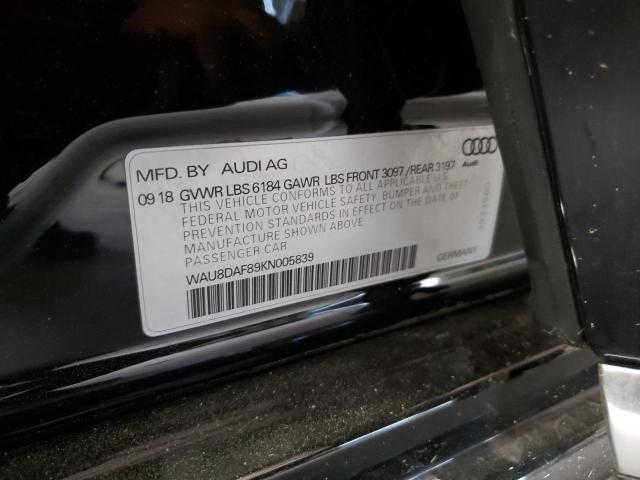 MFD. BY AUDI AG
Audi
09 18 GVWR LBS 6184 GAWR LBS FRONT 3097 / REAR 3197
THIS VEHICLE CONFORMS TO ALL APPLICABLE U.S.
FEDERAL MOTOR VEHICLE SAFETY, BUMPER AND THEFT
PREVENTION STANDARDS IN EFFECT ON THE DATE OF
MANUFACTURE SHOWN ABOVE
PASSENGER CAR
WAU8DAF89KN005839
GERMANY